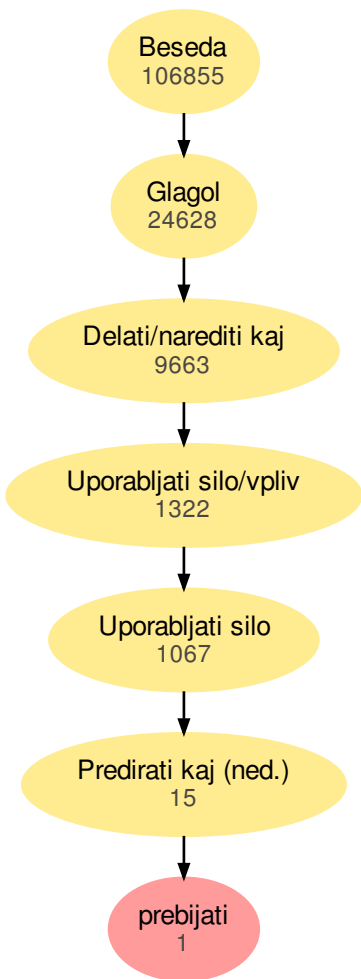 Beseda
106855
Glagol
24628
Delati/narediti kaj
9663
Uporabljati silo/vpliv
1322
Uporabljati silo
1067
Predirati kaj (ned.)
15
prebijati
1